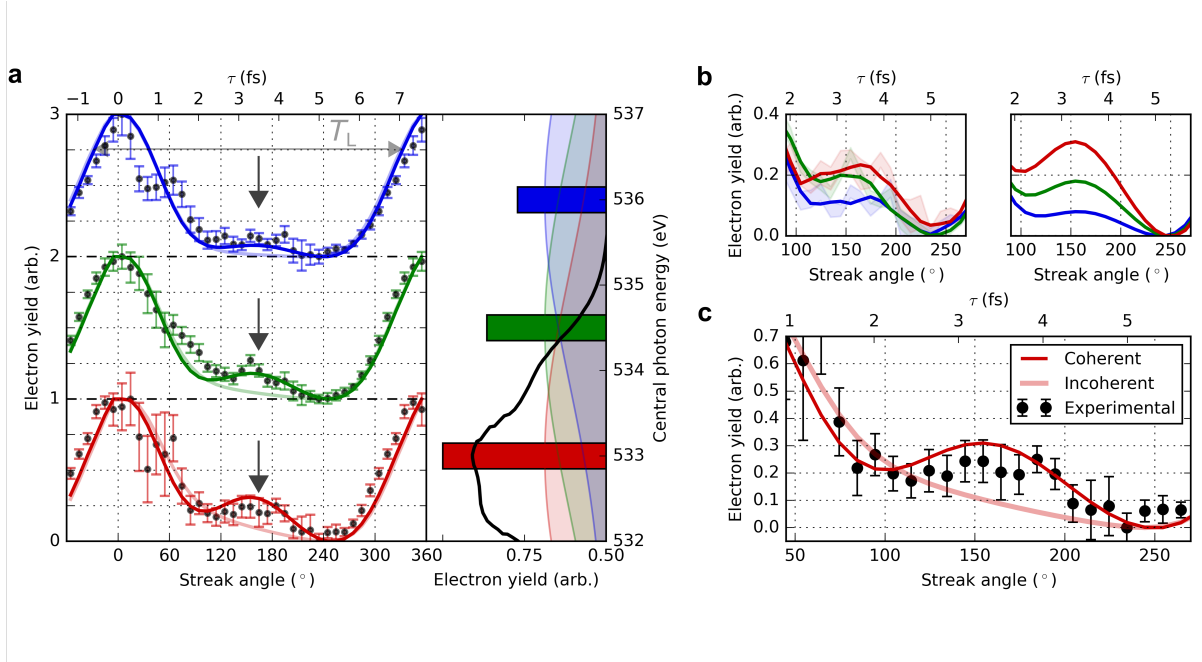 a
τ (fs)
−1 0 1 2 3 4 5 6 7
T_L
Electron yield (arb.)
3
2
1
0
0 60 120 180 240 300 360
Streak angle (°)
537
536
535
534
533
532
Central photon energy (eV)
0.75 0.50
Electron yield (arb.)
b
τ (fs)
2 3 4 5
Electron yield (arb.)
0.4
0.2
0.0
100 150 200 250
Streak angle (°)
τ (fs)
2 3 4 5
100 150 200 250
Streak angle (°)
c
τ (fs)
1 2 3 4 5
Electron yield (arb.)
0.7
0.6
0.5
0.4
0.3
0.2
0.1
0.0
Coherent
Incoherent
Experimental
50 100 150 200 250
Streak angle (°)